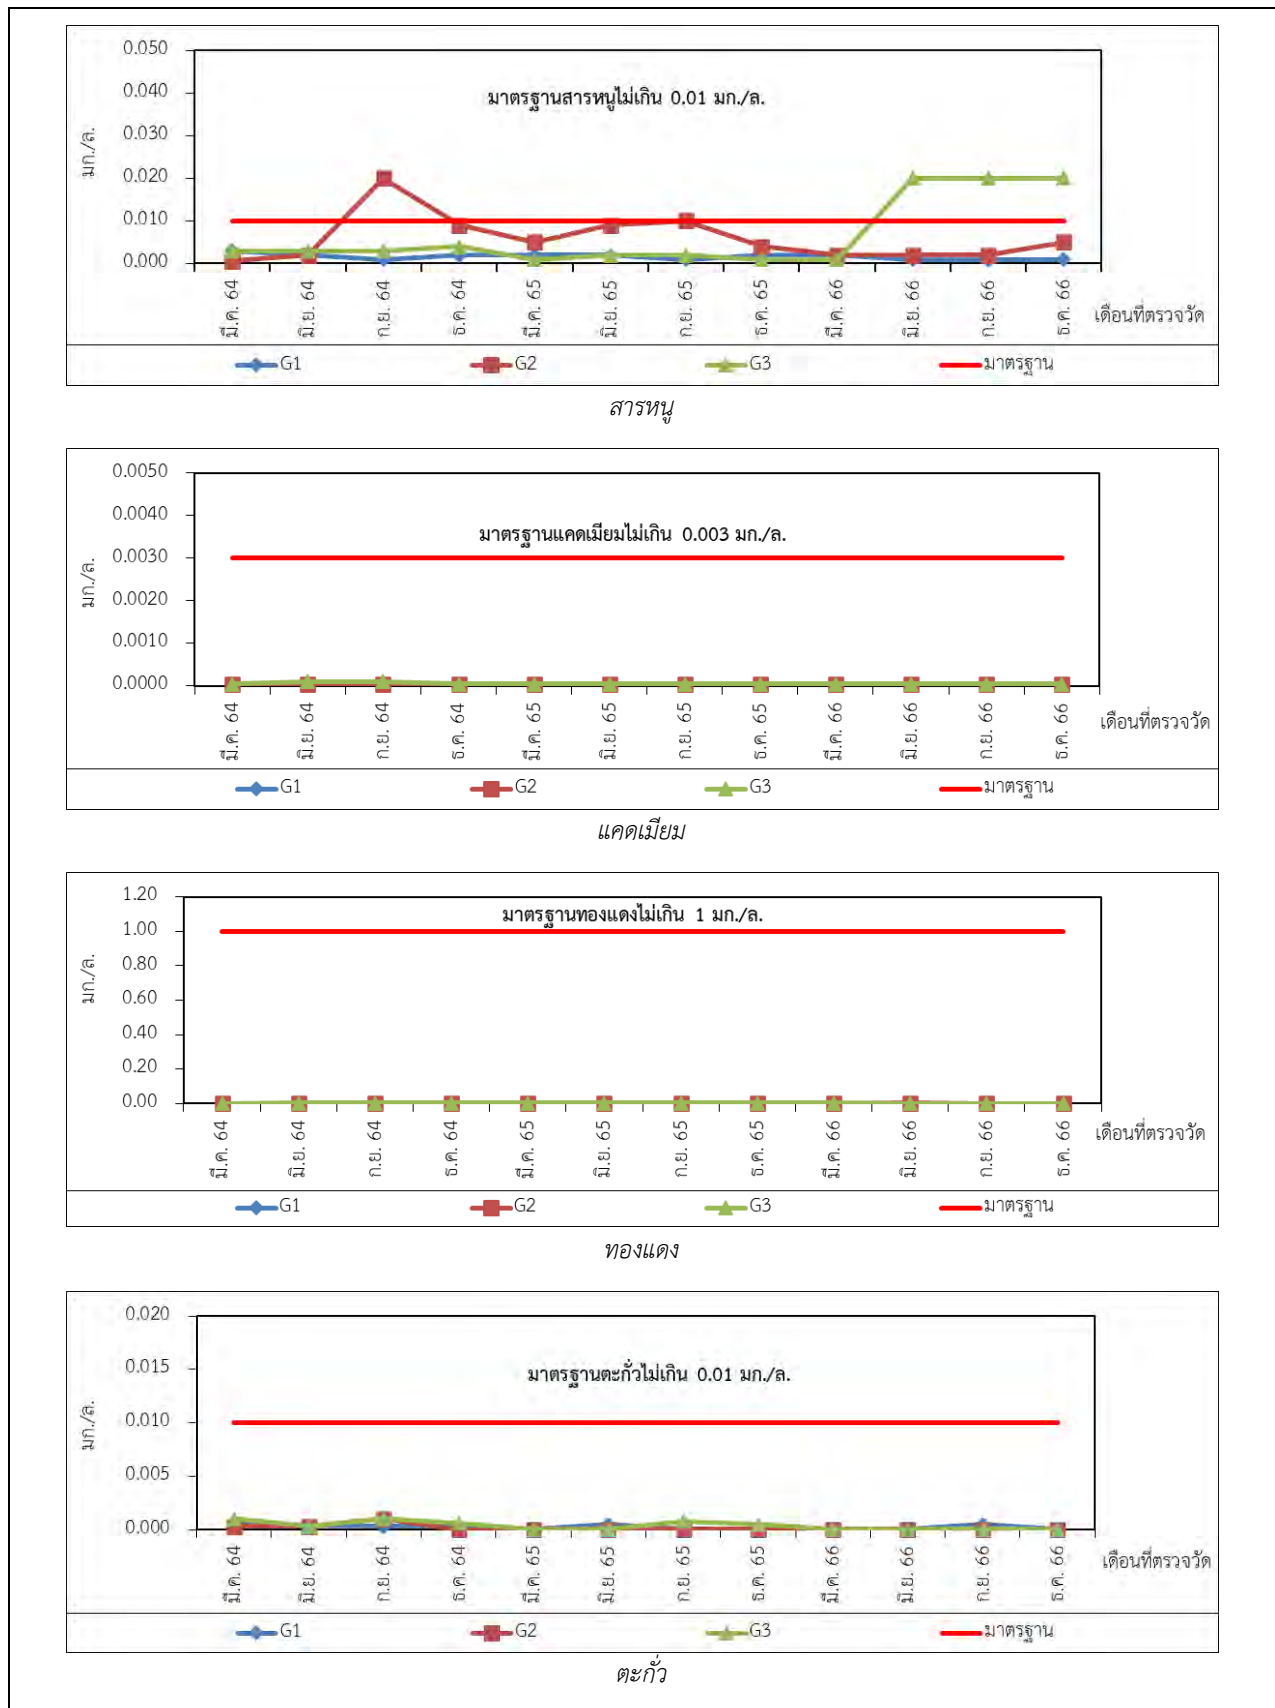 0.050
0.040
0.030
0.020
0.010
0.000
มก./ล.
มาตรฐานสารหนูไม่เกิน 0.01 มก./ล.
มี.ค. 64 มิ.ย. 64 ก.ย. 64 ธ.ค. 64 มี.ค. 65 มิ.ย. 65 ก.ย. 65 ธ.ค. 65 มี.ค. 66 มิ.ย. 66 ก.ย. 66 ธ.ค. 66 เดือนที่ตรวจวัด
G1 G2 G3 มาตรฐาน
สารหนู
0.0050
0.0040
0.0030
0.0020
0.0010
0.0000
มก./ล.
มาตรฐานแคดเมียมไม่เกิน 0.003 มก./ล.
มี.ค. 64 มิ.ย. 64 ก.ย. 64 ธ.ค. 64 มี.ค. 65 มิ.ย. 65 ก.ย. 65 ธ.ค. 65 มี.ค. 66 มิ.ย. 66 ก.ย. 66 ธ.ค. 66 เดือนที่ตรวจวัด
G1 G2 G3 มาตรฐาน
แคดเมียม
1.20
1.00
0.80
0.60
0.40
0.20
0.00
มก./ล.
มาตรฐานทองแดงไม่เกิน 1 มก./ล.
มี.ค. 64 มิ.ย. 64 ก.ย. 64 ธ.ค. 64 มี.ค. 65 มิ.ย. 65 ก.ย. 65 ธ.ค. 65 มี.ค. 66 มิ.ย. 66 ก.ย. 66 ธ.ค. 66 เดือนที่ตรวจวัด
G1 G2 G3 มาตรฐาน
ทองแดง
0.020
0.015
0.010
0.005
0.000
มก./ล.
มาตรฐานตะกั่วไม่เกิน 0.01 มก./ล.
มี.ค. 64 มิ.ย. 64 ก.ย. 64 ธ.ค. 64 มี.ค. 65 มิ.ย. 65 ก.ย. 65 ธ.ค. 65 มี.ค. 66 มิ.ย. 66 ก.ย. 66 ธ.ค. 66 เดือนที่ตรวจวัด
G1 G2 G3 มาตรฐาน
ตะกั่ว